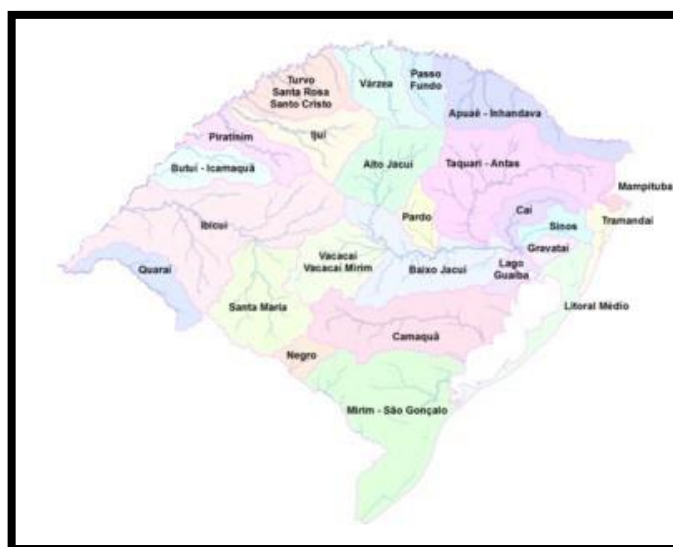 Turvo
Santa Rosa
Santo Cristo
Várzea
Passo
Fundo
Apuaê - Inhandava
Ijuí
Piratinim
Butuí - Icamaquã
Alto Jacuí
Taquari - Antas
Mampituba
Caí
Pardo
Sinos
Tramandaí
Ibicuí
Gravataí
Vacacaí
Vacacaí Mirim
Baixo Jacuí
Lago
Guaíba
Quaraí
Santa Maria
Litoral Médio
Camaquã
Negro
Mirim - São Gonçalo